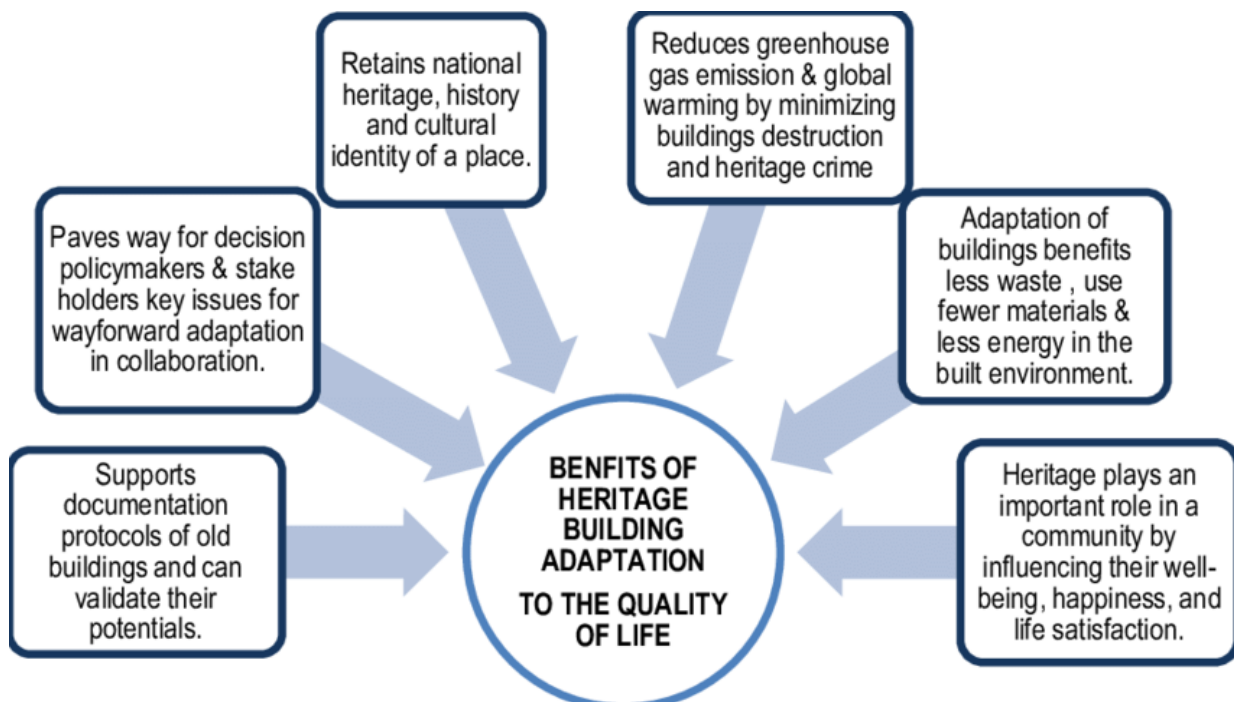 Supports
documentation
protocols of old
buildings and can
validate their
potentials.
Paves way for decision
policymakers & stake
holders key issues for
wayforward adaptation
in collaboration.
Retains national
heritage, history
and cultural
identity of a place.
Reduces greenhouse
gas emission & global
warming by minimizing
buildings destruction
and heritage crime
Adaptation of
buildings benefits
less waste , use
fewer materials &
less energy in the
built environment.
Heritage plays an
important role in a
community by
influencing their well-
being, happiness, and
life satisfaction.
BENFITS OF
HERITAGE
BUILDING
ADAPTATION
TO THE QUALITY
OF LIFE